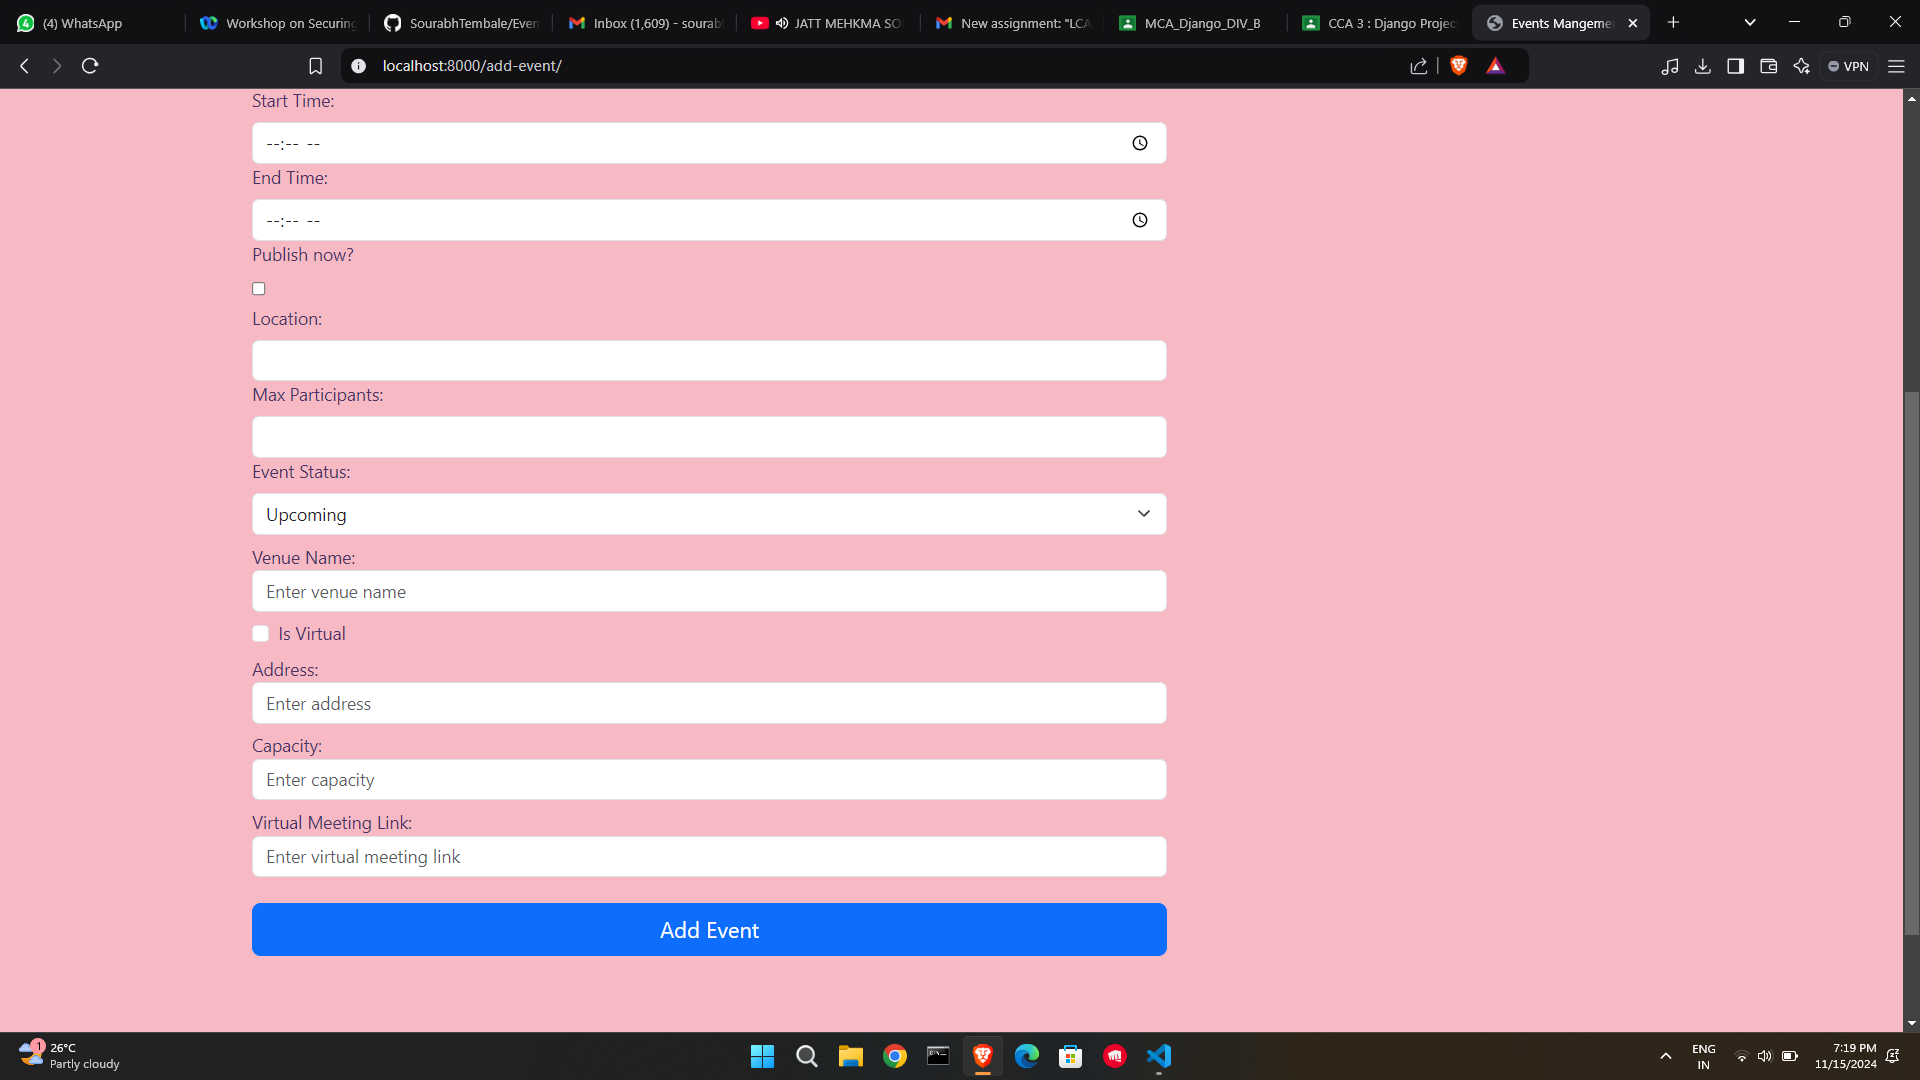 4
(4) WhatsApp
Workshop on Securing
SourabhTembale/Even
Inbox (1,609) - sourab
JATT MEHKMA SO
New assignment: "LCA
MCA_Django_DIV_B
CCA 3 : Django Projec
Events Mangeme
localhost:8000/add-event/
VPN
Start Time:
--:-- --
End Time:
--:-- --
Publish now?
Location:
Max Participants:
Event Status:
Upcoming
Venue Name:
Enter venue name
Is Virtual
Address:
Enter address
Capacity:
Enter capacity
Virtual Meeting Link:
Enter virtual meeting link
Add Event
1
26°C
Partly cloudy
ENG
IN
7:19 PM
11/15/2024